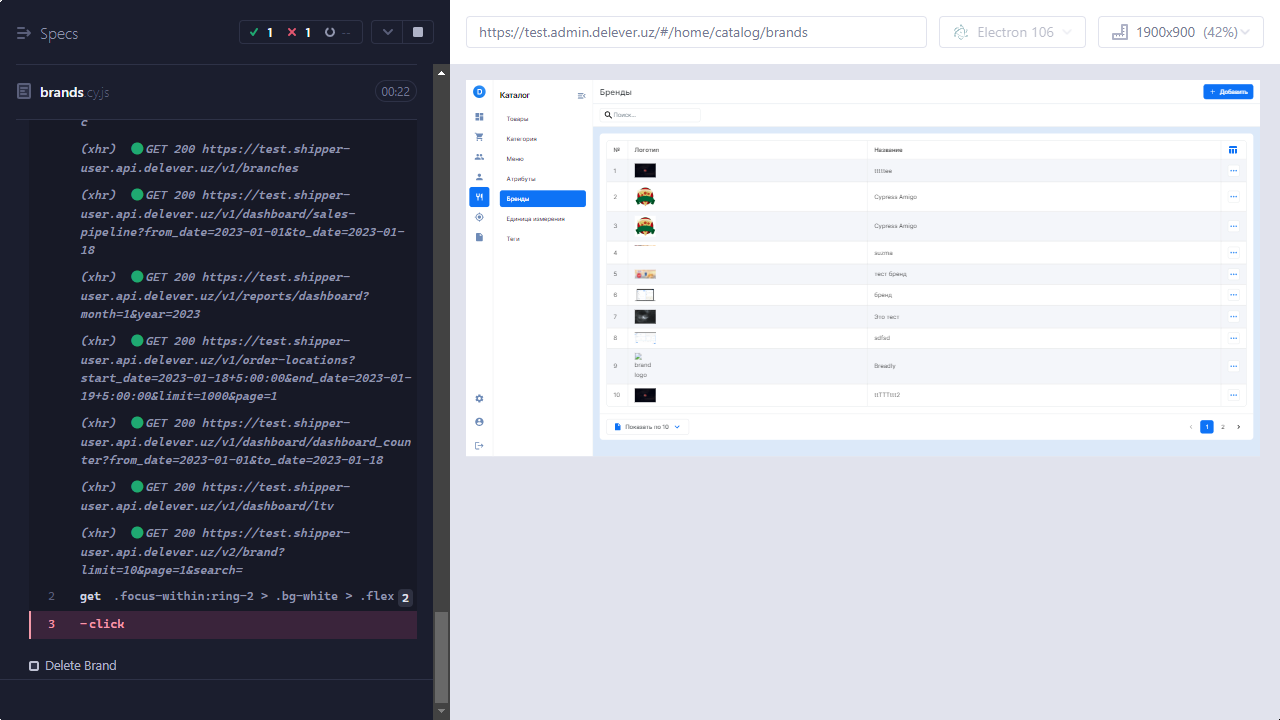 Specs
1
1
--
brands.cy.js
00:22
c
(xhr) GET 200 https://test.shipper-
user.api.delever.uz/v1/branches
(xhr) GET 200 https://test.shipper-
user.api.delever.uz/v1/dashboard/sales-
pipeline?from_date=2023-01-01&to_date=2023-01-
18
(xhr) GET 200 https://test.shipper-
user.api.delever.uz/v1/reports/dashboard?
month=1&year=2023
(xhr) GET 200 https://test.shipper-
user.api.delever.uz/v1/order-locations?
start_date=2023-01-18+5:00:00&end_date=2023-01-
19+5:00:00&limit=1000&page=1
(xhr) GET 200 https://test.shipper-
user.api.delever.uz/v1/dashboard/dashboard_coun
ter?from_date=2023-01-01&to_date=2023-01-18
(xhr) GET 200 https://test.shipper-
user.api.delever.uz/v1/dashboard/ltv
(xhr) GET 200 https://test.shipper-
user.api.delever.uz/v2/brand?
limit=10&page=1&search=
2 get .focus-within:ring-2 > .bg-white > .flex 2
3 -click
Delete Brand
https://test.admin.delever.uz/#/home/catalog/brands
Electron 106
1900x900 (42%)
D
Каталог
Товары
Категория
Меню
Атрибуты
Бренды
Единица измерения
Теги
Бренды
+ Добавить
Поиск...
№ Логотип Название
1
2 Cypress Amigo
3 Cypress Amigo
4
5 тест бренд
6 бренд
7 Это тест
8 sdfsd
9 brand logo Breadly
10
Показать по 10
1 2